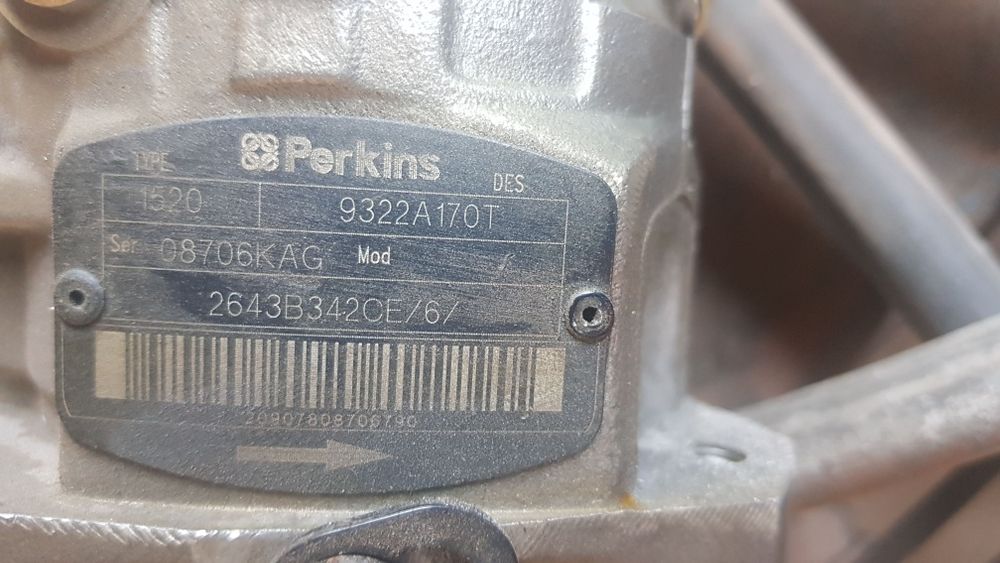 Perkins
TYPE DES
1520 9322A170T
Ser 08706KAG Mod /
2643B342CE/6/
20907808706790